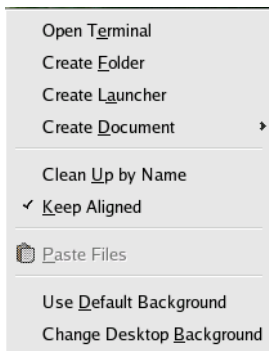 Open Terminal
Create Folder
Create Launcher
Create Document
Clean Up by Name
Keep Aligned
Paste Files
Use Default Background
Change Desktop Background